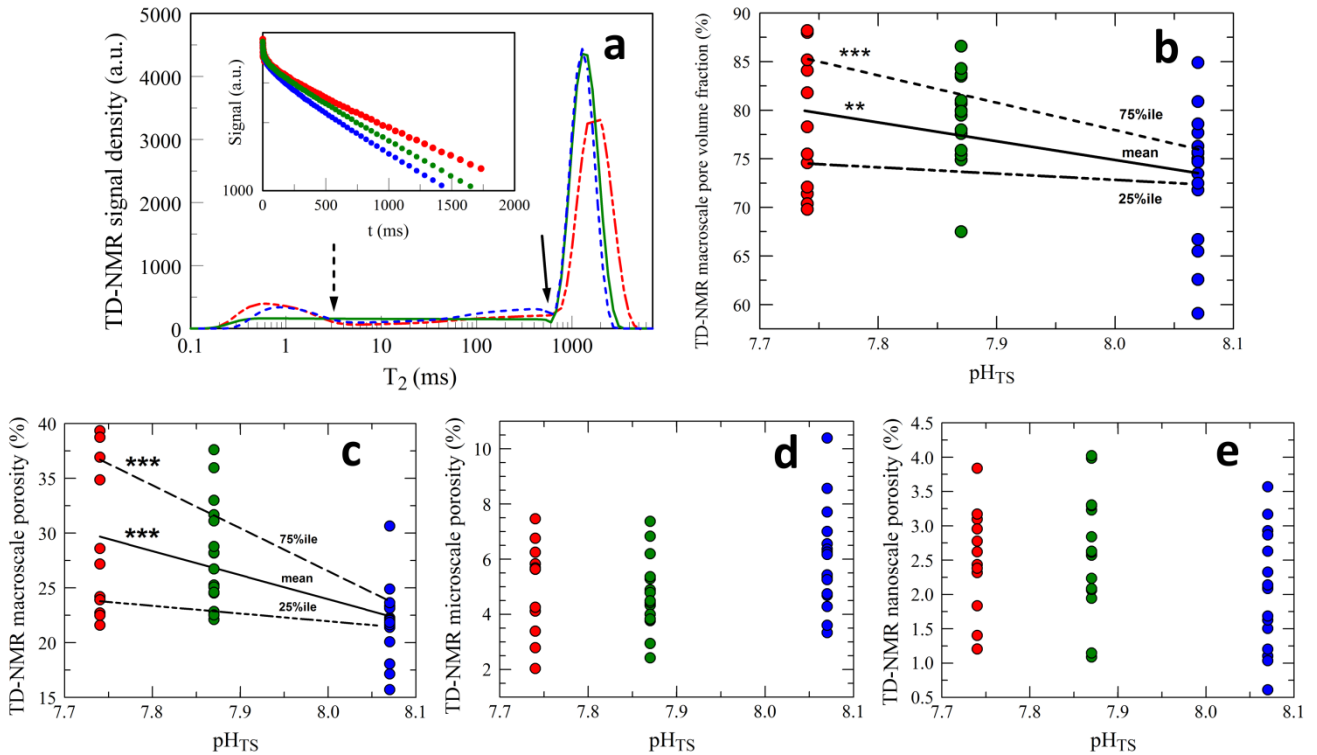 a
TD-NMR signal density (a.u.)
5000
4000
3000
2000
1000
0
0.1
1
10
100
1000
T2 (ms)
Signal (a.u.)
1000
0
500
1000
1500
2000
t (ms)
b
TD-NMR macroscale pore volume fraction (%)
90
85
80
75
70
65
60
7.7
7.8
7.9
8.0
8.1
pHTS
***
**
75%ile
mean
25%ile
c
TD-NMR macroscale porosity (%)
40
35
30
25
20
15
7.7
7.8
7.9
8.0
8.1
pHTS
***
***
75%ile
mean
25%ile
d
TD-NMR microscale porosity (%)
10
8
6
4
2
7.7
7.8
7.9
8.0
8.1
pHTS
e
TD-NMR nanoscale porosity (%)
4.5
4.0
3.5
3.0
2.5
2.0
1.5
1.0
0.5
7.7
7.8
7.9
8.0
8.1
pHTS